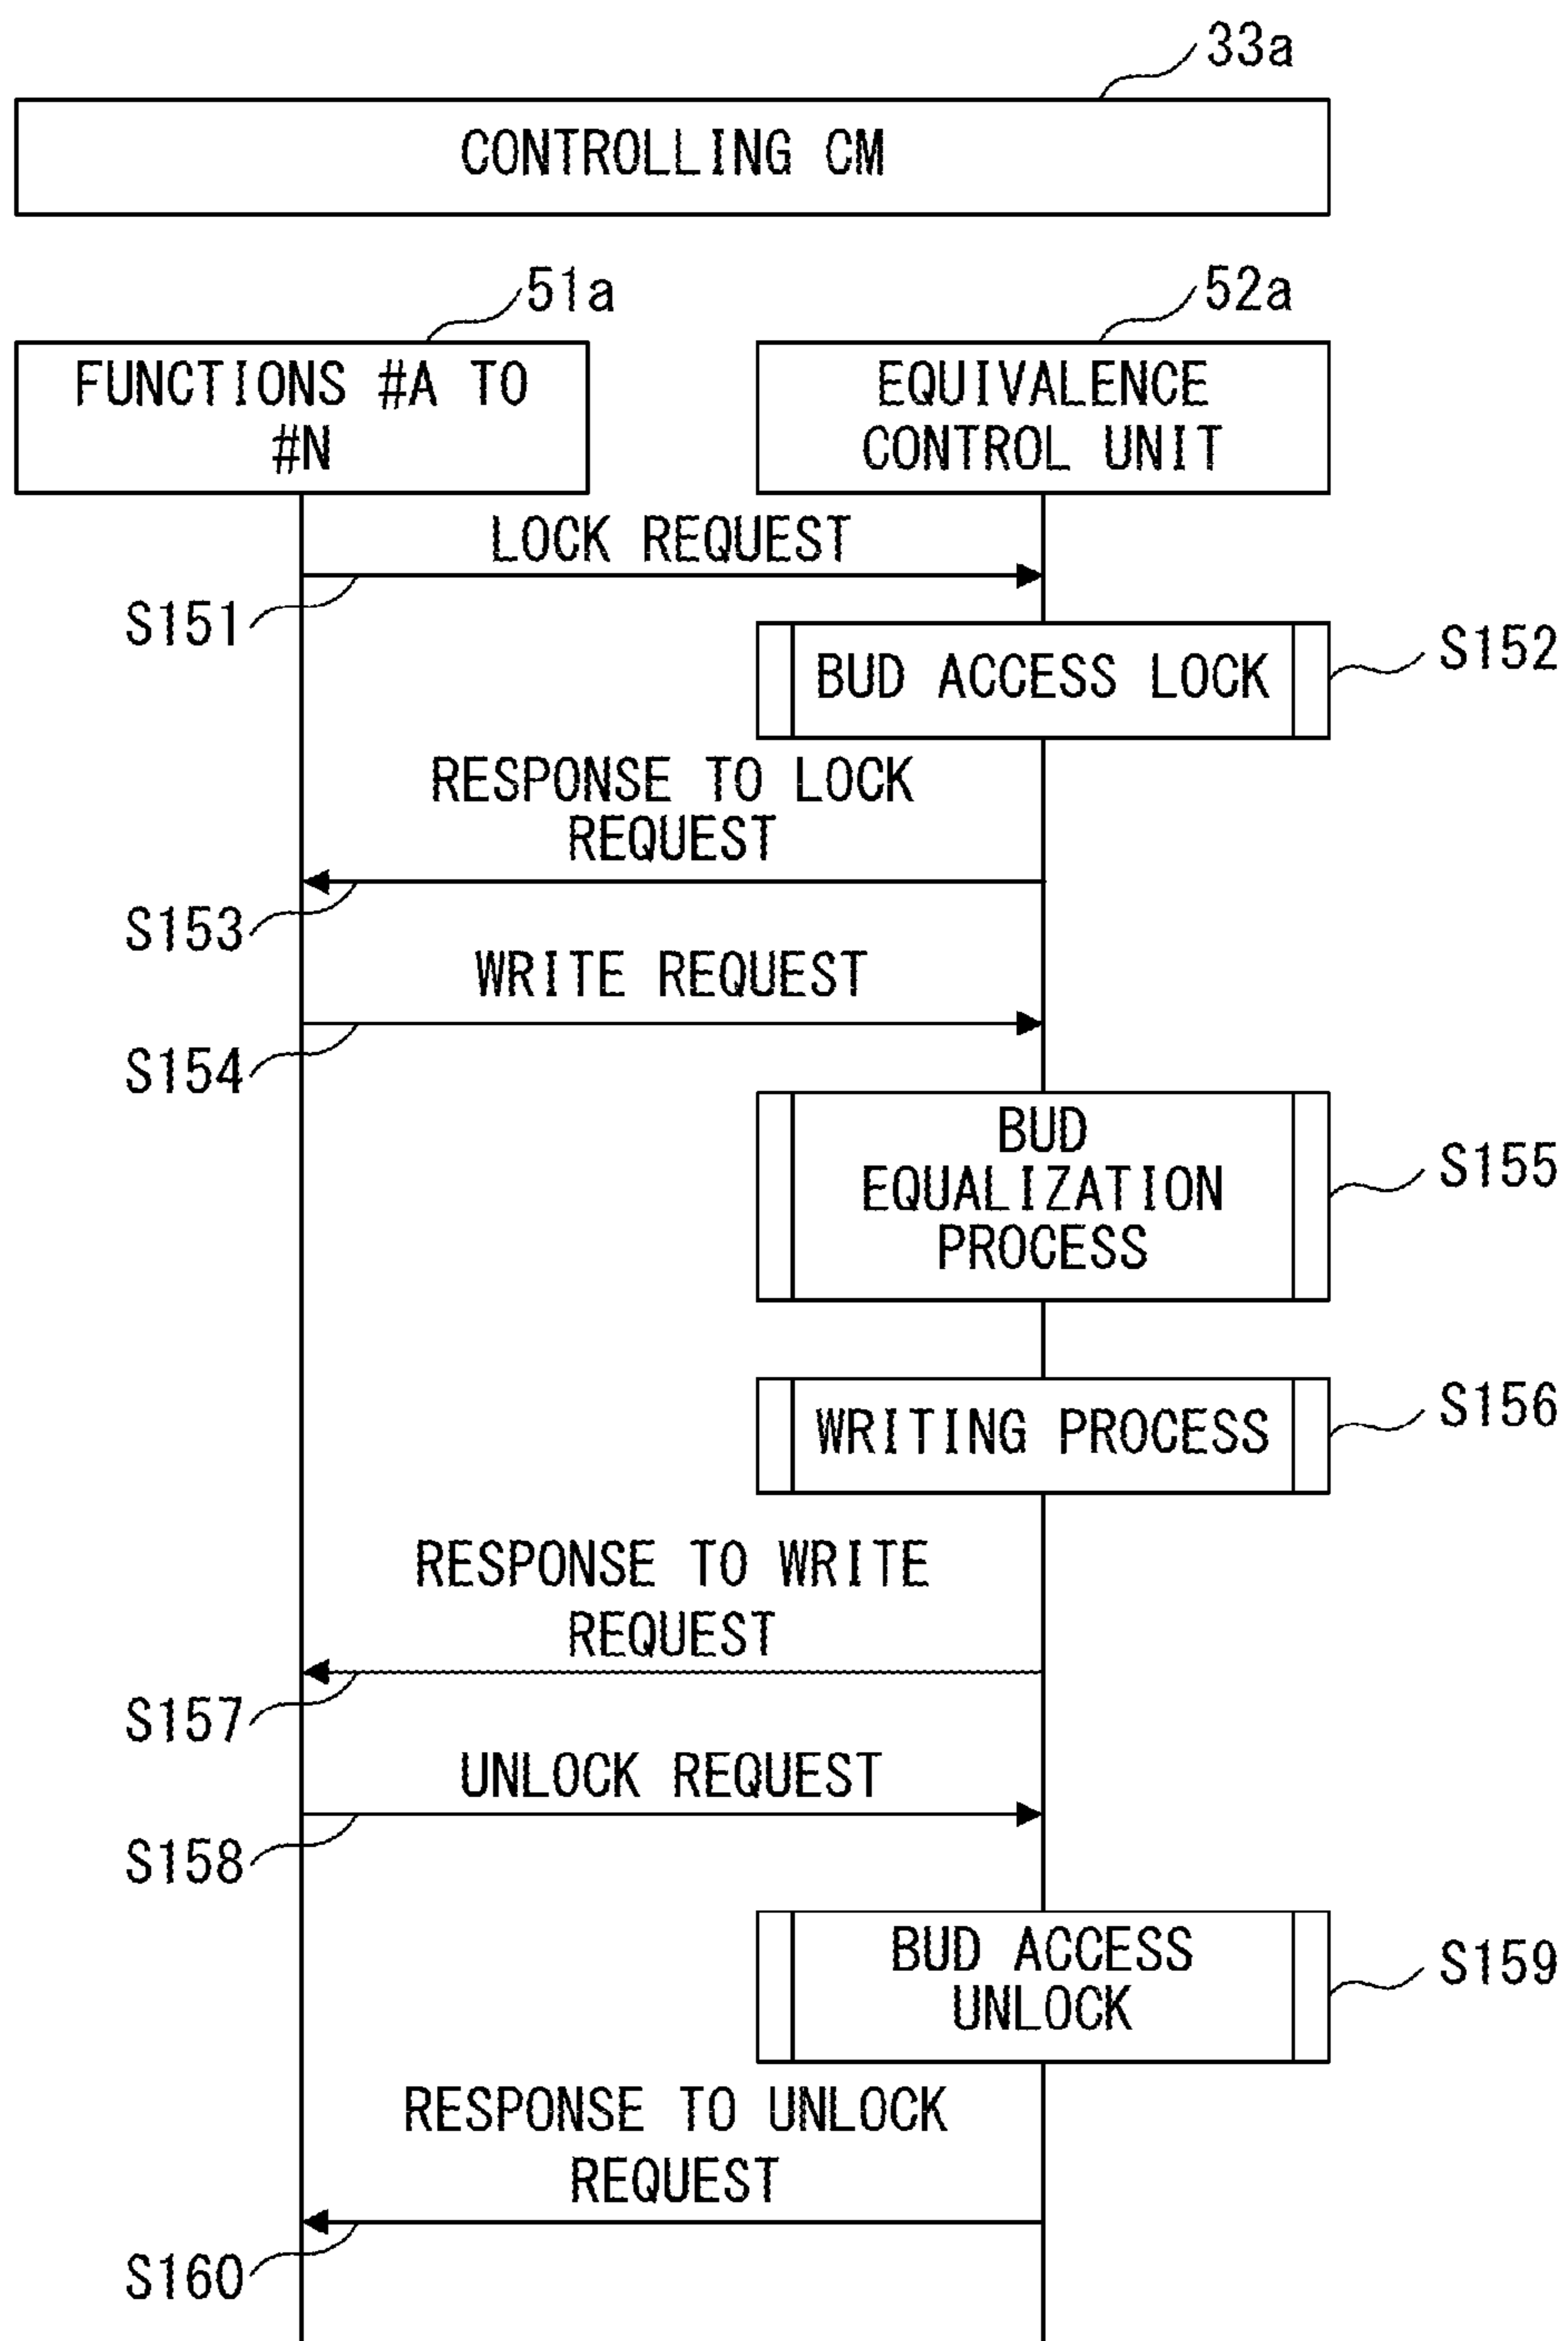 33a
CONTROLLING CM
51a
52a
FUNCTIONS #A TO
#N
EQUIVALENCE
CONTROL UNIT
LOCK REQUEST
S151
BUD ACCESS LOCK
S152
RESPONSE TO LOCK
REQUEST
S153
WRITE REQUEST
S154
BUD
EQUALIZATION
PROCESS
S155
WRITING PROCESS
S156
RESPONSE TO WRITE
REQUEST
S157
UNLOCK REQUEST
S158
BUD ACCESS
UNLOCK
S159
RESPONSE TO UNLOCK
REQUEST
S160